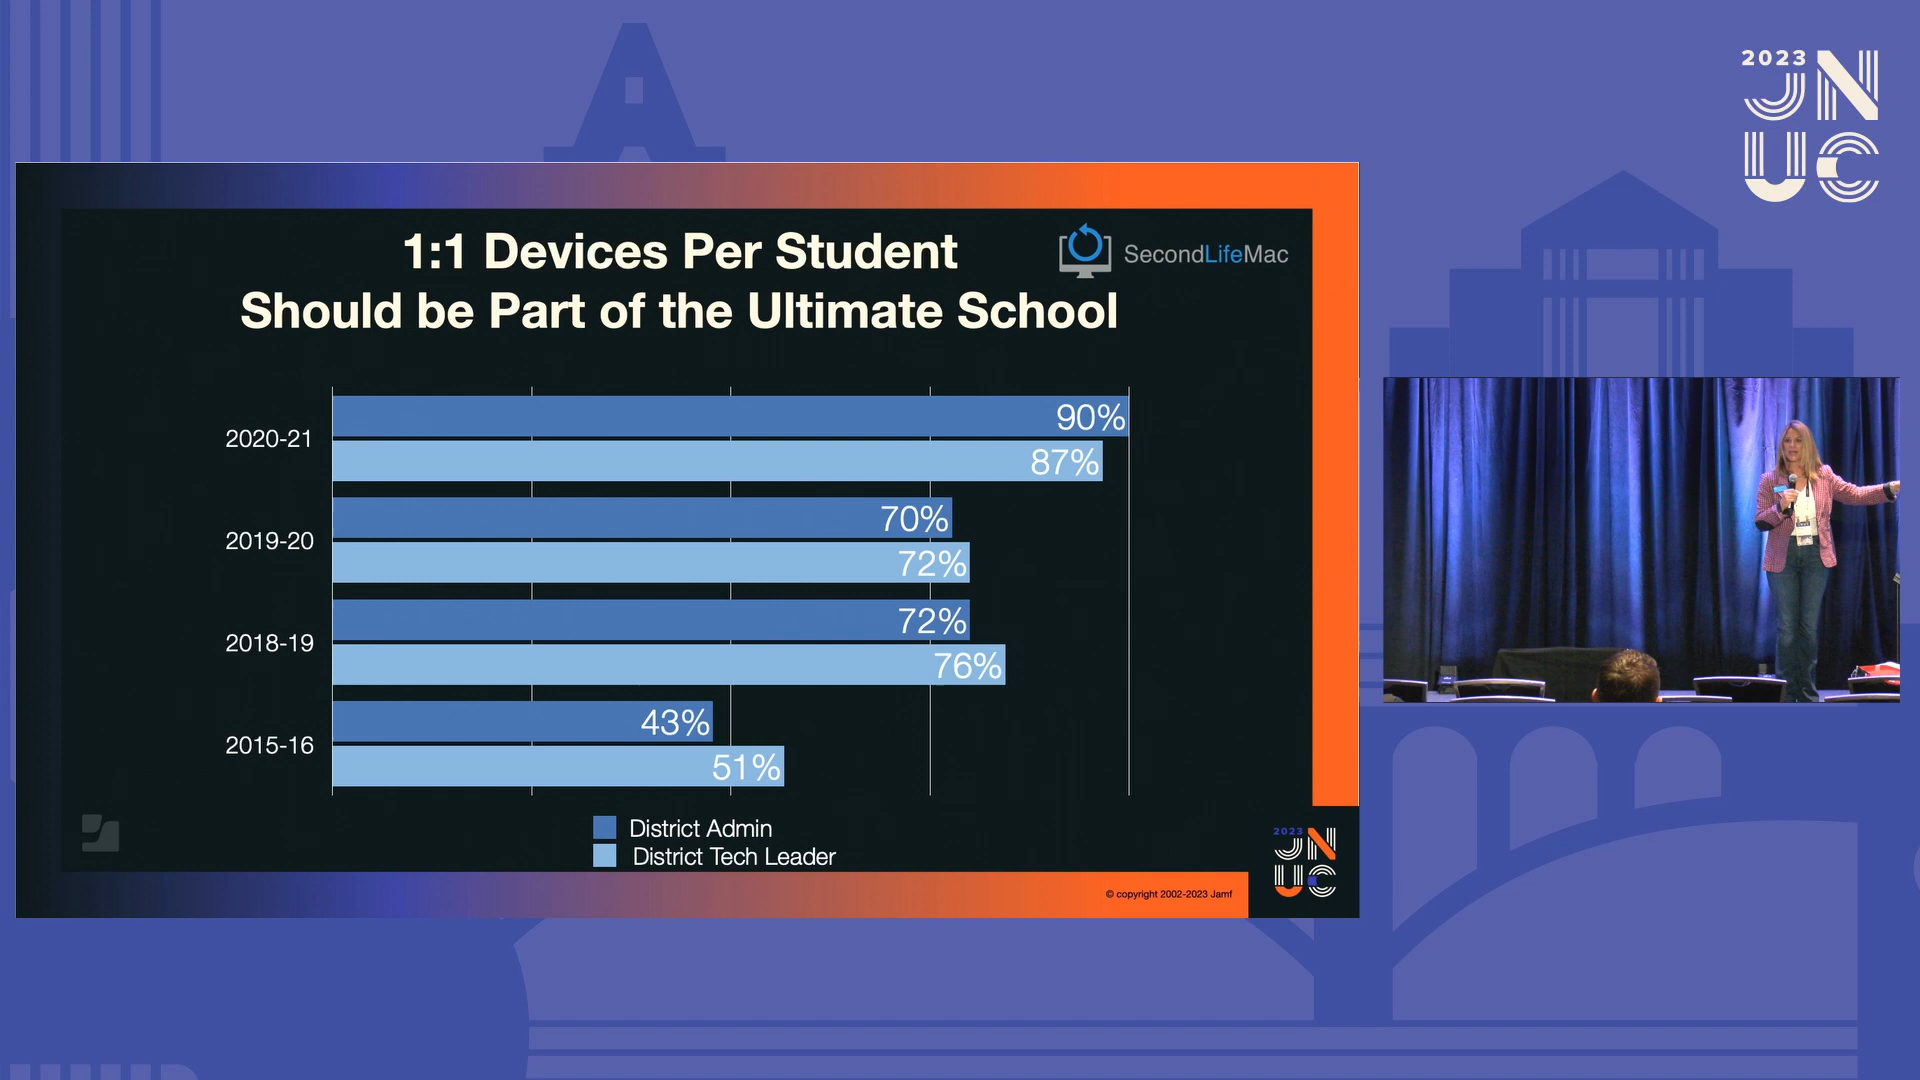 2023
JN
UC
1:1 Devices Per Student
Should be Part of the Ultimate School
SecondLifeMac
2020-21
90%
87%
2019-20
70%
72%
2018-19
72%
76%
2015-16
43%
51%
District Admin
District Tech Leader
2023
JN
UC
© copyright 2002-2023 Jamf